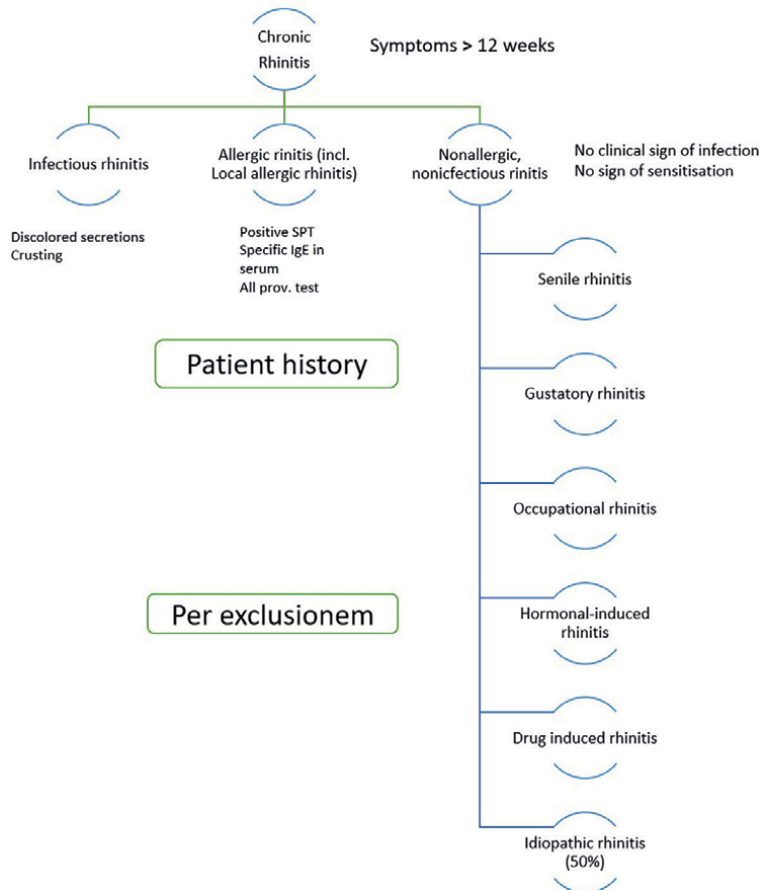 Chronic
Rhinitis
Symptoms > 12 weeks
Infectious rhinitis
Discolored secretions
Crusting
Allergic rinitis (incl.
Local allergic rhinitis)
Positive SPT
Specific IgE in
serum
All prov. test
Nonallergic,
nonicfectious rinitis
No clinical sign of infection
No sign of sensitisation
Senile rhinitis
Patient history
Gustatory rhinitis
Occupational rhinitis
Per exclusionem
Hormonal-induced
rhinitis
Drug induced rhinitis
Idiopathic rhinitis
(50%)